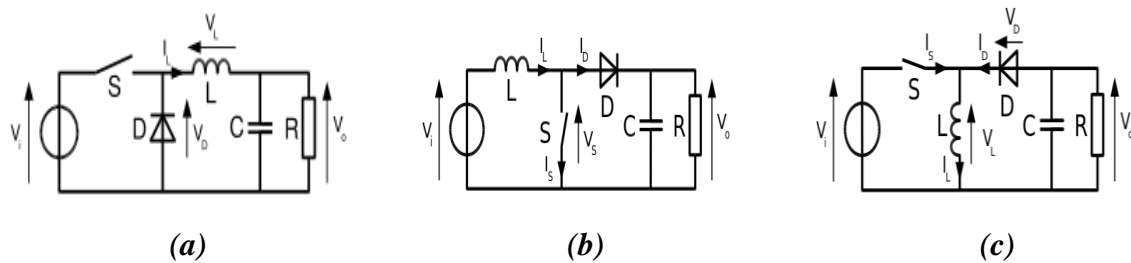 V_i S I_L V_L L D V_D C R V_o
V_i L I_L I_D D S V_S I_S C R V_o
V_i I_S S I_D V_D D L V_L I_L C R V_o
(a) (b) (c)